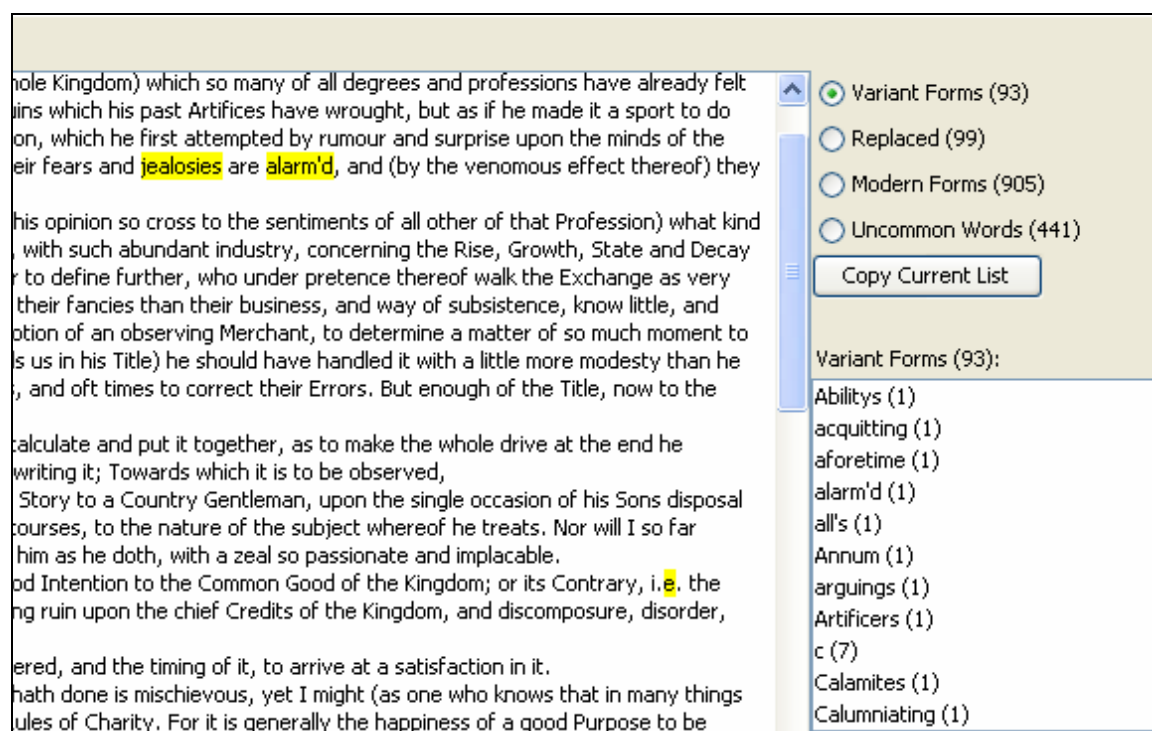 hole Kingdom) which so many of all degrees and professions have already felt
uins which his past Artifices have wrought, but as if he made it a sport to do
on, which he first attempted by rumour and surprise upon the minds of the
eir fears and jealosies are alarm'd, and (by the venomous effect thereof) they
his opinion so cross to the sentiments of all other of that Profession) what kind
, with such abundant industry, concerning the Rise, Growth, State and Decay
r to define further, who under pretence thereof walk the Exchange as very
their fancies than their business, and way of subsistence, know little, and
otion of an observing Merchant, to determine a matter of so much moment to
ls us in his Title) he should have handled it with a little more modesty than he
s, and oft times to correct their Errors. But enough of the Title, now to the
calculate and put it together, as to make the whole drive at the end he
writing it; Towards which it is to be observed,
Story to a Country Gentleman, upon the single occasion of his Sons disposal
courses, to the nature of the subject whereof he treats. Nor will I so far
him as he doth, with a zeal so passionate and implacable.
od Intention to the Common Good of the Kingdom; or its Contrary, i.e. the
ng ruin upon the chief Credits of the Kingdom, and discomposure, disorder,
ered, and the timing of it, to arrive at a satisfaction in it.
hath done is mischievous, yet I might (as one who knows that in many things
ules of Charity. For it is generally the happiness of a good Purpose to be
Variant Forms (93)
Replaced (99)
Modern Forms (905)
Uncommon Words (441)
Copy Current List
Variant Forms (93):
Abilitys (1)
acquitting (1)
aforetime (1)
alarm'd (1)
all's (1)
Annum (1)
arguings (1)
Artificers (1)
c (7)
Calamites (1)
Calumniating (1)